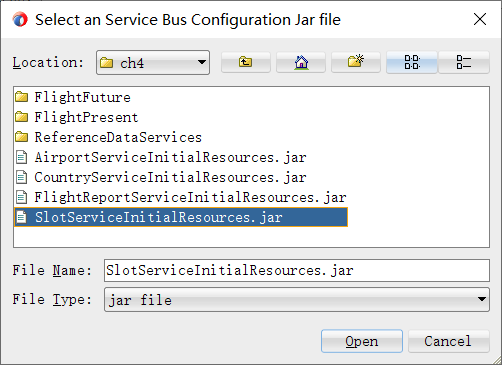 Select an Service Bus Configuration Jar file
Location: ch4
FlightFuture
FlightPresent
ReferenceDataServices
AirportServiceInitialResources.jar
CountryServiceInitialResources.jar
FlightReportServiceInitialResources.jar
SlotServiceInitialResources.jar
File Name: SlotServiceInitialResources.jar
File Type: jar file
Open Cancel